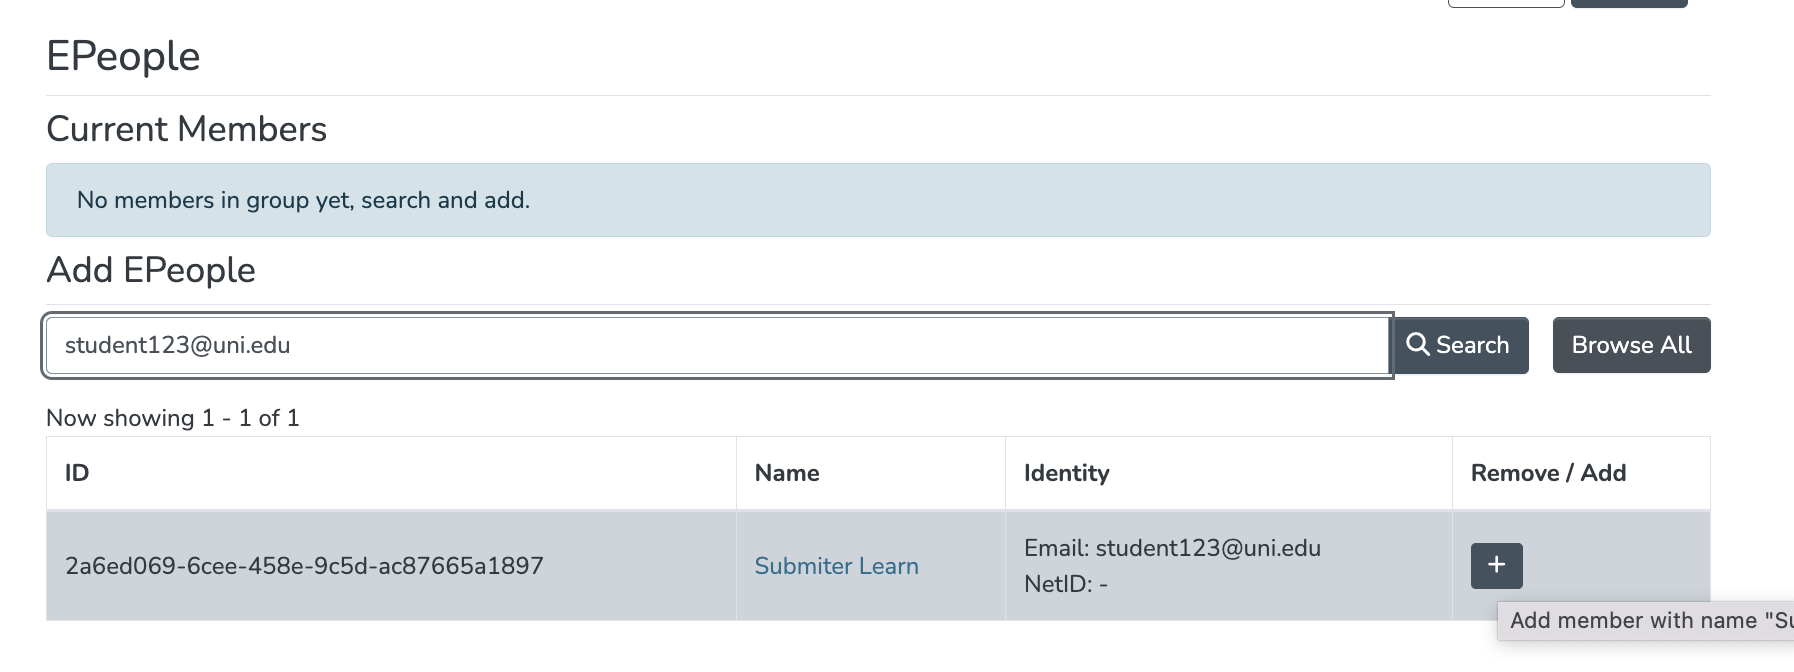 EPeople
Current Members
No members in group yet, search and add.
Add EPeople
student123@uni.edu
Search
Browse All
Now showing 1 - 1 of 1
ID Name Identity Remove / Add
2a6ed069-6cee-458e-9c5d-ac87665a1897 Submiter Learn Email: student123@uni.edu
NetID: -
+
Add member with name "Su